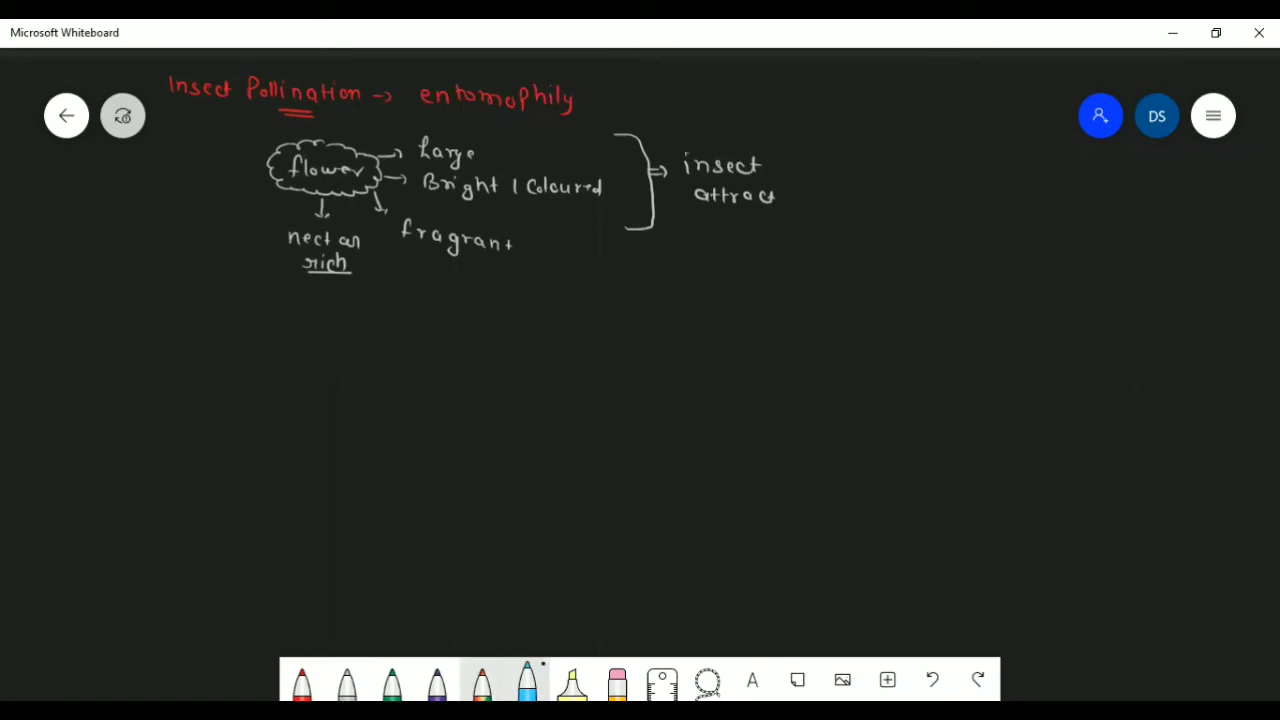 Microsoft Whiteboard
Insect Pollination → entomophily
DS
flower → Large
→ Bright | Coloured
⇒ insect
attract
fragrant
nectar
rich
A